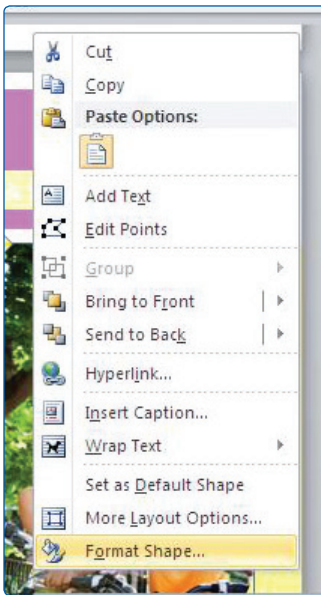 Cut
Copy
Paste Options:
Add Text
Edit Points
Group
Bring to Front
Send to Back
Hyperlink...
Insert Caption...
Wrap Text
Set as Default Shape
More Layout Options...
Format Shape...